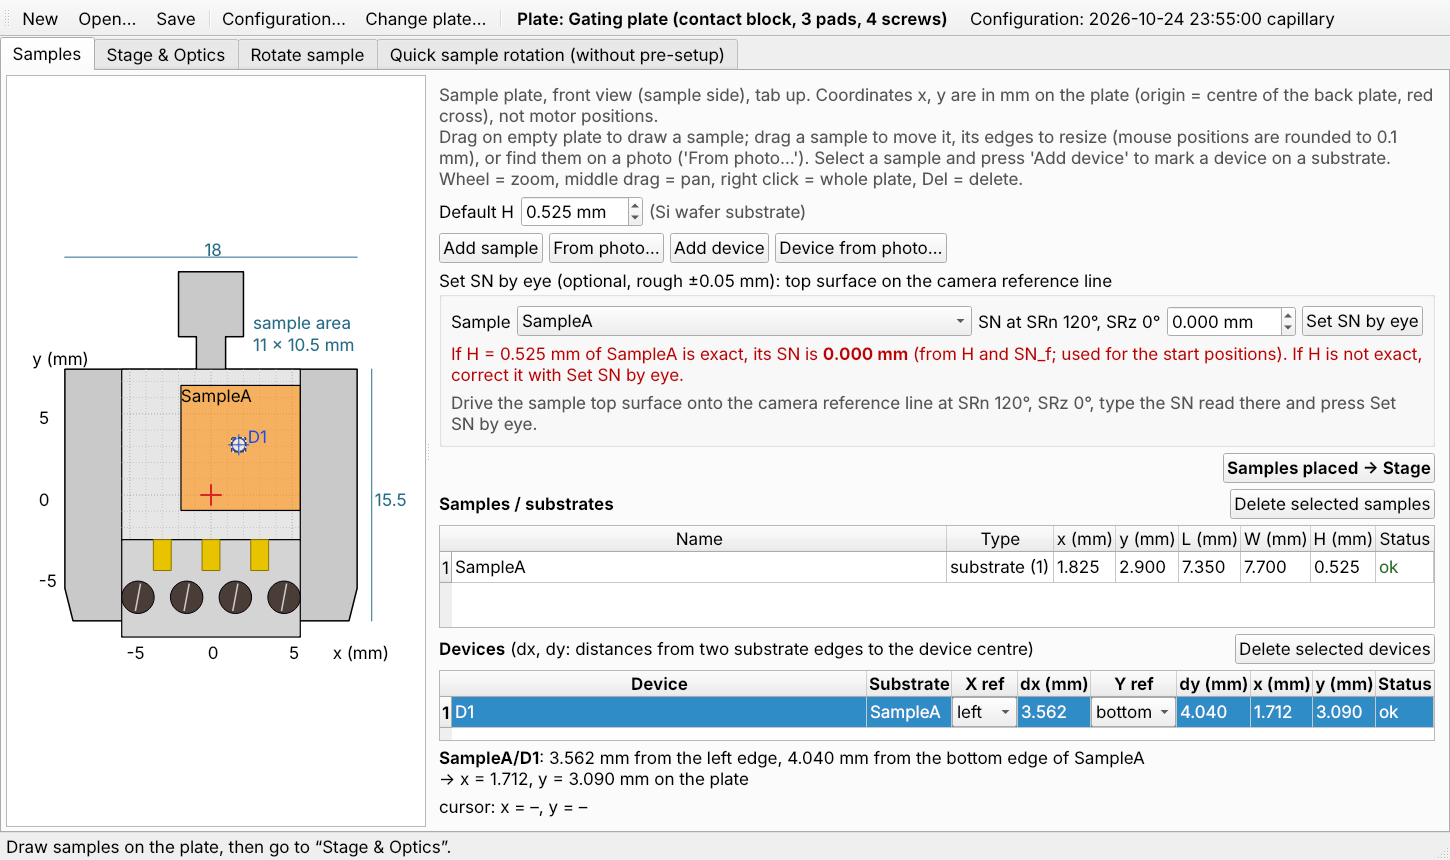 New Open... Save Configuration... Change plate... Plate: Gating plate (contact block, 3 pads, 4 screws) Configuration: 2026-10-24 23:55:00 capillary
Samples Stage & Optics Rotate sample Quick sample rotation (without pre-setup)
18
sample area
11 × 10.5 mm
y (mm)
SampleA
5
D1
0
15.5
-5
-5 0 5 x (mm)
Sample plate, front view (sample side), tab up. Coordinates x, y are in mm on the plate (origin = centre of the back plate, red
cross), not motor positions.
Drag on empty plate to draw a sample; drag a sample to move it, its edges to resize (mouse positions are rounded to 0.1
mm), or find them on a photo ('From photo...'). Select a sample and press 'Add device' to mark a device on a substrate.
Wheel = zoom, middle drag = pan, right click = whole plate, Del = delete.
Default H 0.525 mm (Si wafer substrate)
Add sample From photo... Add device Device from photo...
Set SN by eye (optional, rough ±0.05 mm): top surface on the camera reference line
Sample SampleA SN at SRn 120°, SRz 0° 0.000 mm Set SN by eye
If H = 0.525 mm of SampleA is exact, its SN is 0.000 mm (from H and SN_f; used for the start positions). If H is not exact,
correct it with Set SN by eye.
Drive the sample top surface onto the camera reference line at SRn 120°, SRz 0°, type the SN read there and press Set
SN by eye.
Samples placed → Stage
Samples / substrates Delete selected samples
Name Type x (mm) y (mm) L (mm) W (mm) H (mm) Status
1 SampleA substrate (1) 1.825 2.900 7.350 7.700 0.525 ok
Devices (dx, dy: distances from two substrate edges to the device centre) Delete selected devices
Device Substrate X ref dx (mm) Y ref dy (mm) x (mm) y (mm) Status
1 D1 SampleA left 3.562 bottom 4.040 1.712 3.090 ok
SampleA/D1: 3.562 mm from the left edge, 4.040 mm from the bottom edge of SampleA
→ x = 1.712, y = 3.090 mm on the plate
cursor: x = –, y = –
Draw samples on the plate, then go to “Stage & Optics”.